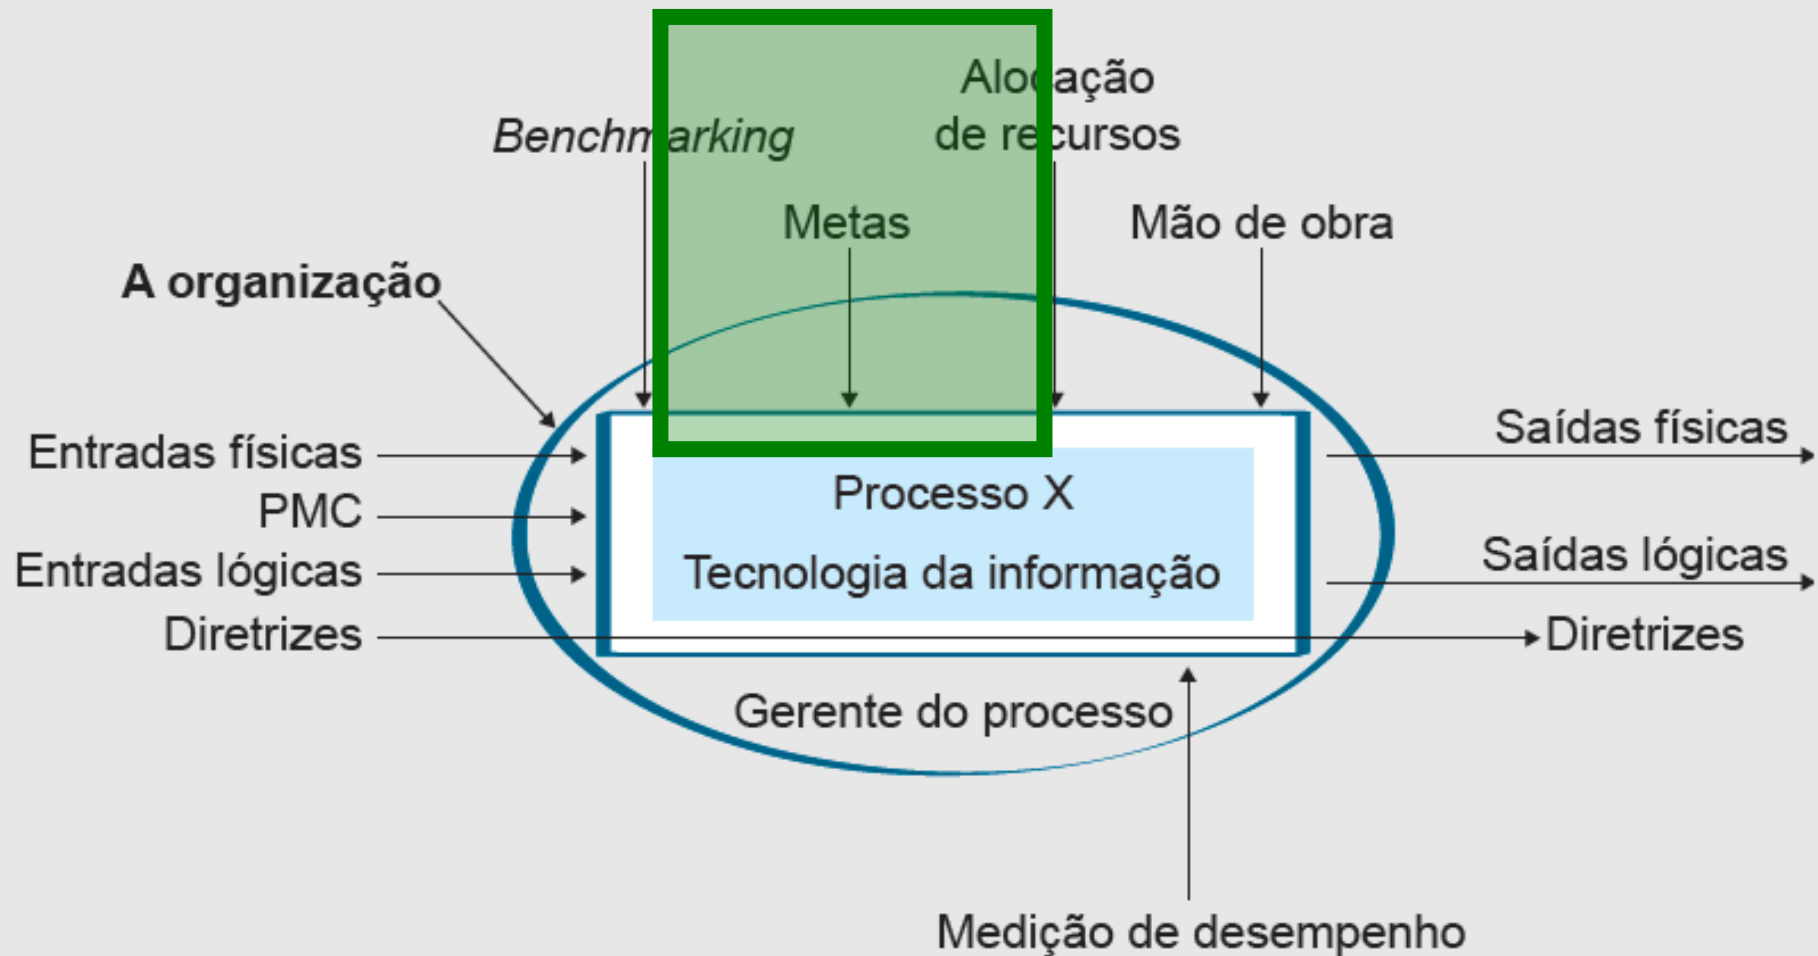 Alocação
de recursos
Benchmarking
Metas
Mão de obra
A organização
Entradas físicas
PMC
Entradas lógicas
Diretrizes
Processo X
Tecnologia da informação
Saídas físicas
Saídas lógicas
Diretrizes
Gerente do processo
Medição de desempenho